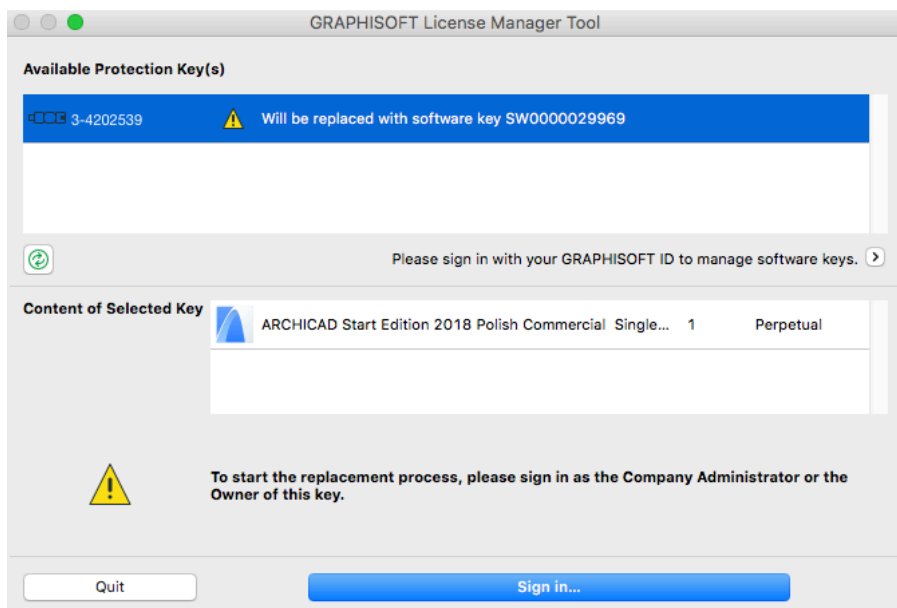 GRAPHISOFT License Manager Tool
Available Protection Key(s)
3-4202539 Will be replaced with software key SW0000029969
Please sign in with your GRAPHISOFT ID to manage software keys.
Content of Selected Key
ARCHICAD Start Edition 2018 Polish Commercial Single... 1 Perpetual
To start the replacement process, please sign in as the Company Administrator or the
Owner of this key.
Quit
Sign in...